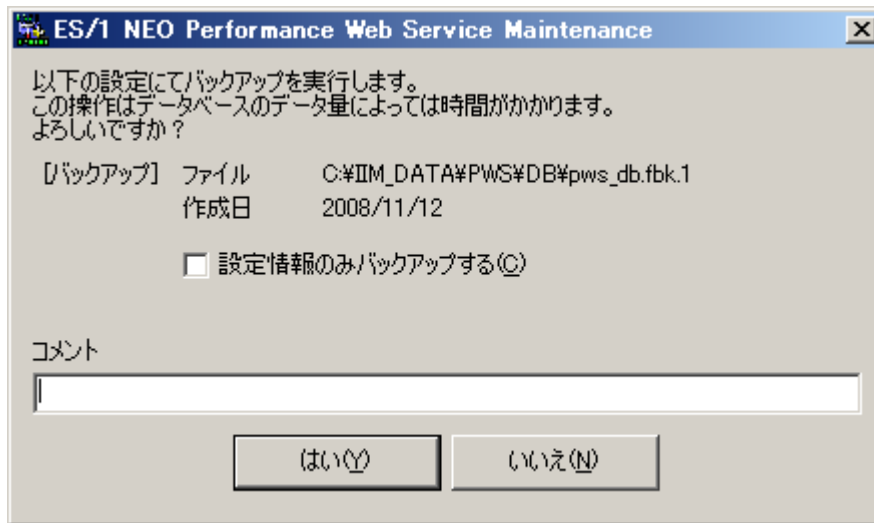 ES/1 NEO Performance Web Service Maintenance
以下の設定にてバックアップを実行します。
この操作はデータベースのデータ量によっては時間がかかります。
よろしいですか？
[バックアップ] ファイル C:¥IIM_DATA¥PWS¥DB¥pws_db.fbk.1
作成日 2008/11/12
設定情報のみバックアップする(C)
コメント
はい(Y) いいえ(N)